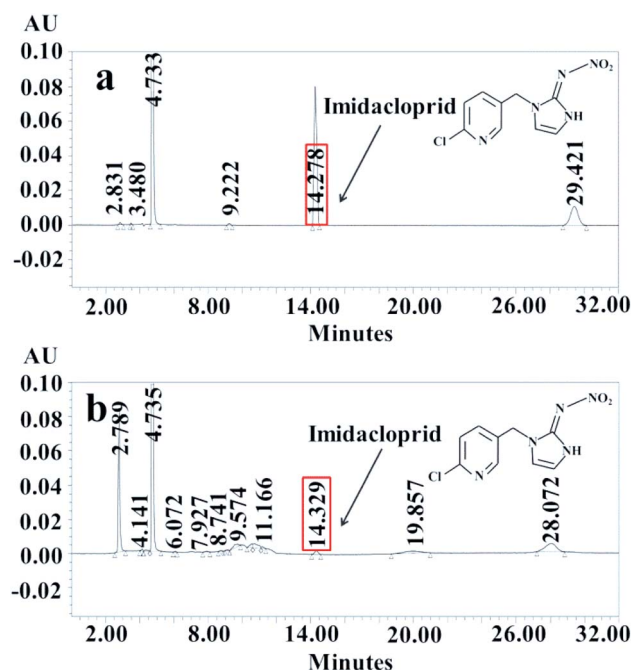 AU
0.10
a
0.08
4.733
0.06
Imidacloprid
N
NO2
N
NH
0.04
Cl
N
0.02
2.831
3.480
9.222
14.278
29.421
0.00
-0.02
2.00 8.00 14.00 20.00 26.00 32.00
Minutes
AU
0.10
b
0.08
2.789
4.735
0.06
Imidacloprid
N
NO2
N
NH
0.04
Cl
N
0.02
4.141
6.072
7.927
8.741
9.574
11.166
14.329
19.857
28.072
0.00
-0.02
2.00 8.00 14.00 20.00 26.00 32.00
Minutes